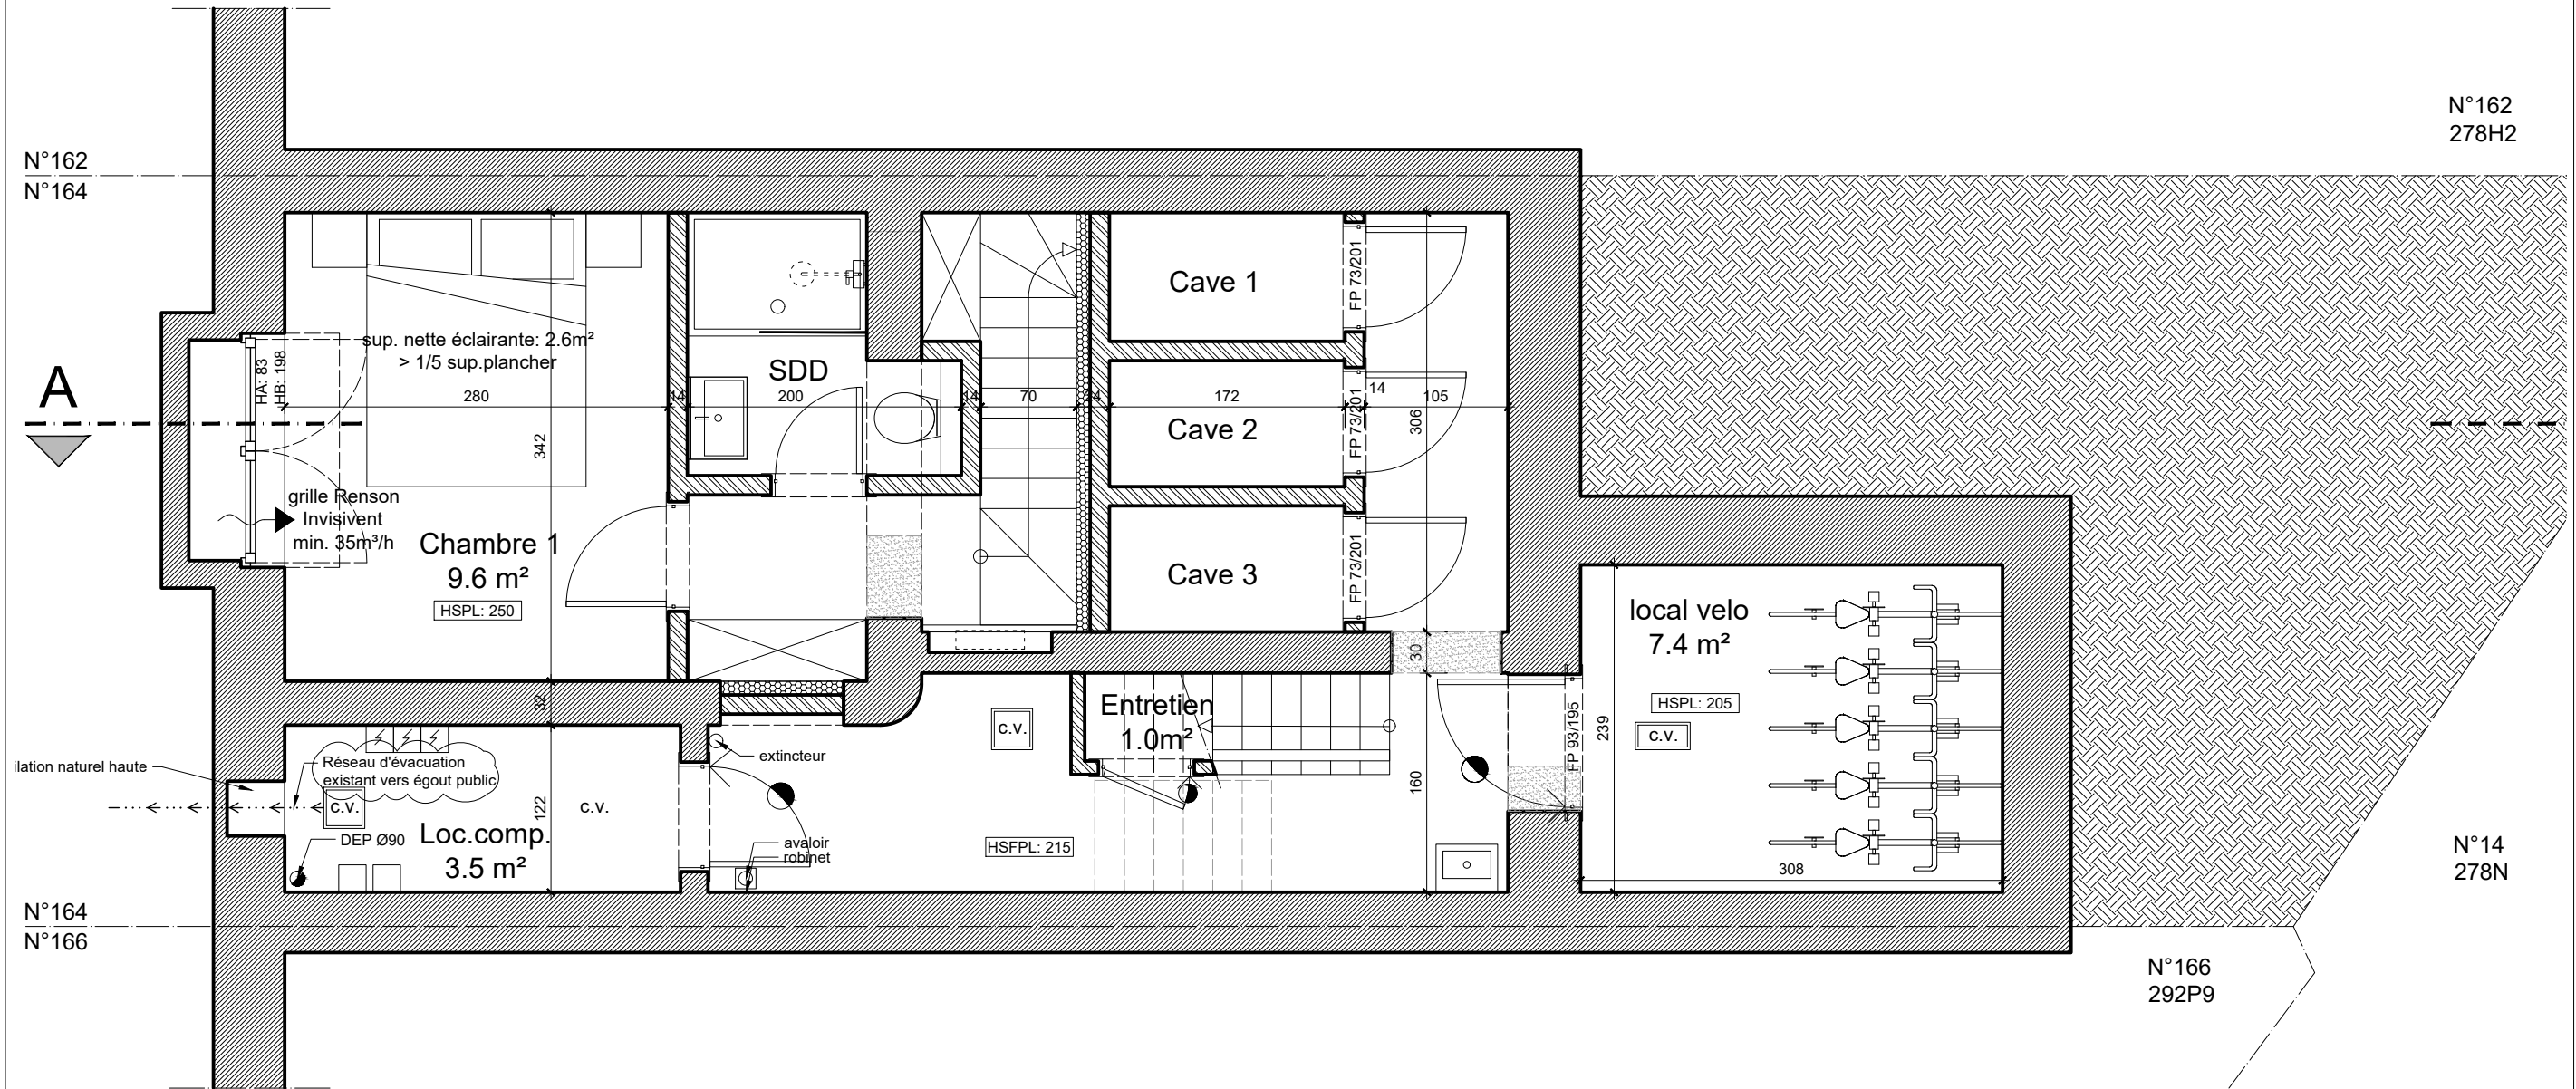 N°162
278H2
N°162
N°164
Cave 1
FP 73/201
sup. nette éclairante: 2.6m²
> 1/5 sup.plancher
HA: 83
HB: 198
SDD
A
280
14
200
14
70
14
172
14
105
FP 73/201
306
Cave 2
342
grille Renson
Invisivent
min. 35m³/h
Chambre 1
9.6 m²
HSPL: 250
Cave 3
FP 73/201
local velo
7.4 m²
HSPL: 205
c.v.
30
32
Entretien
1.0m²
c.v.
FP 93/195
239
extincteur
lation naturel haute
Réseau d'évacuation
existant vers égout public
c.v.
c.v.
122
160
DEP Ø90
Loc.comp.
3.5 m²
avaloir
robinet
HSFPL: 215
308
N°14
278N
N°164
N°166
N°166
292P9